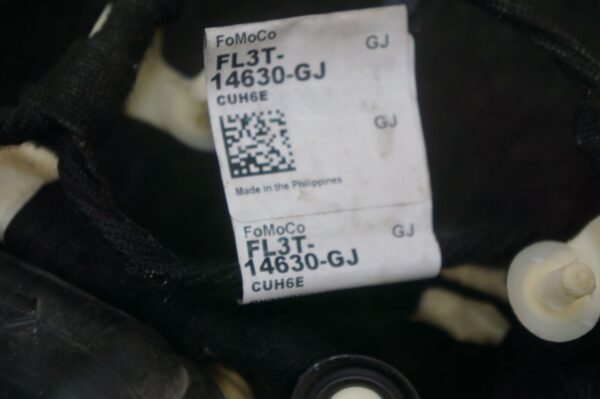 FoMoCo GJ
FL3T-
14630-GJ
CUH6E
GJ
Made in the Philippines
FoMoCo GJ
FL3T-
14630-GJ
CUH6E